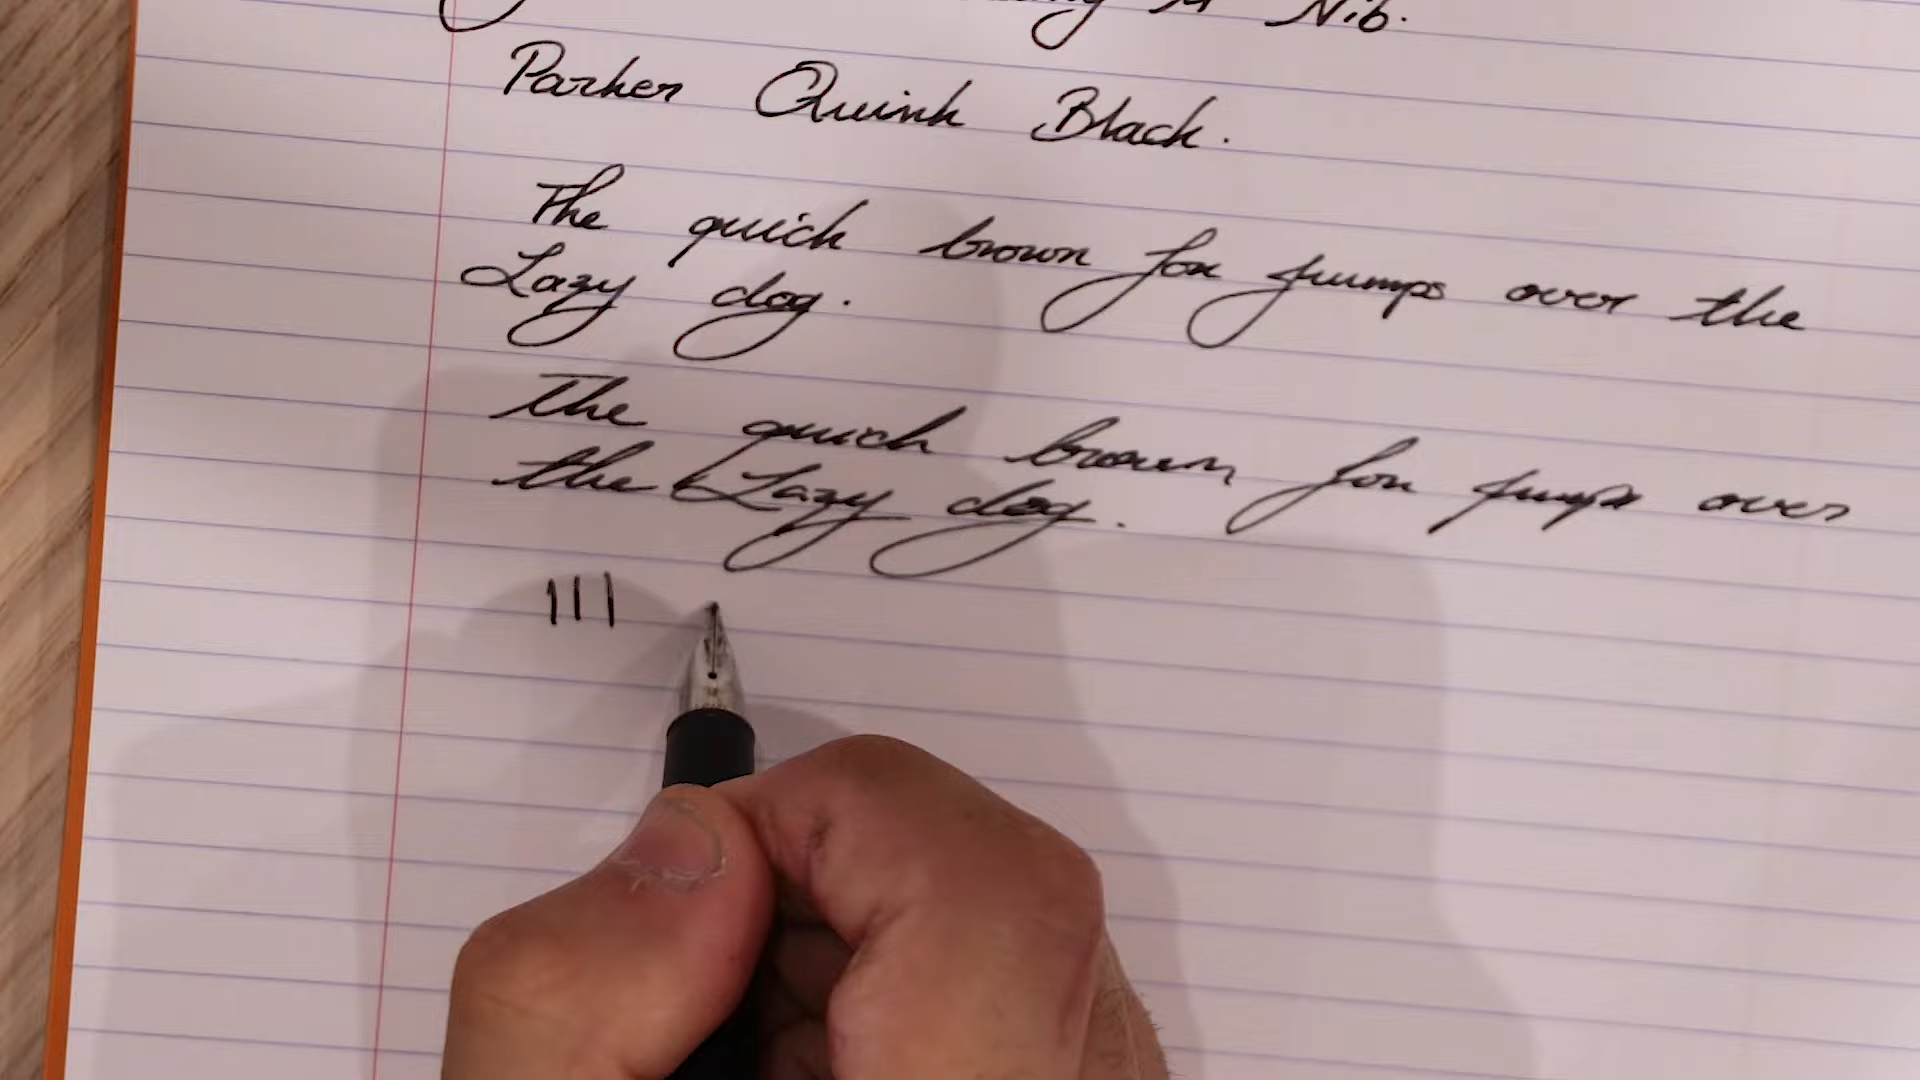 Nib.
Parker Quink Black.
The quick brown fox jumps over the
Lazy dog.
The quick brown fox jumps over
the Lazy dog.
|||